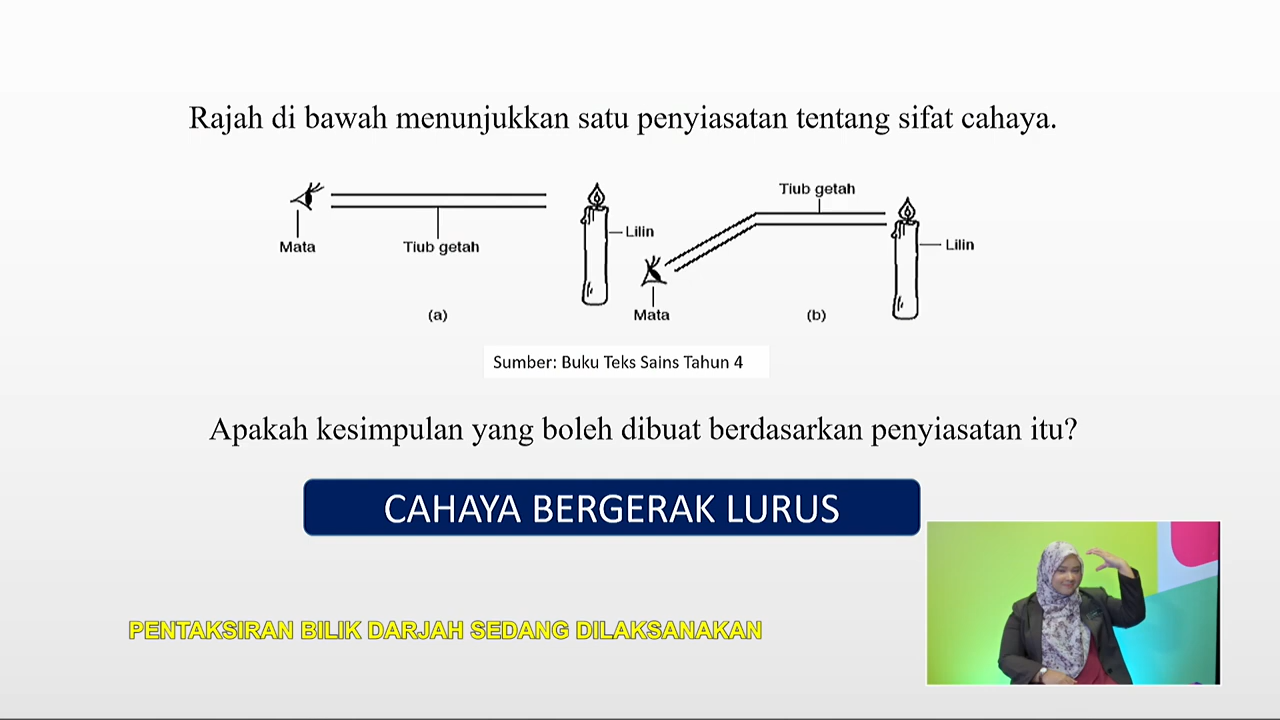 Rajah di bawah menunjukkan satu penyiasatan tentang sifat cahaya.
Mata
Tiub getah
Lilin
(a)
Tiub getah
Lilin
Mata
(b)
Sumber: Buku Teks Sains Tahun 4
Apakah kesimpulan yang boleh dibuat berdasarkan penyiasatan itu?
CAHAYA BERGERAK LURUS
PENTAKSIRAN BILIK DARJAH SEDANG DILAKSANAKAN